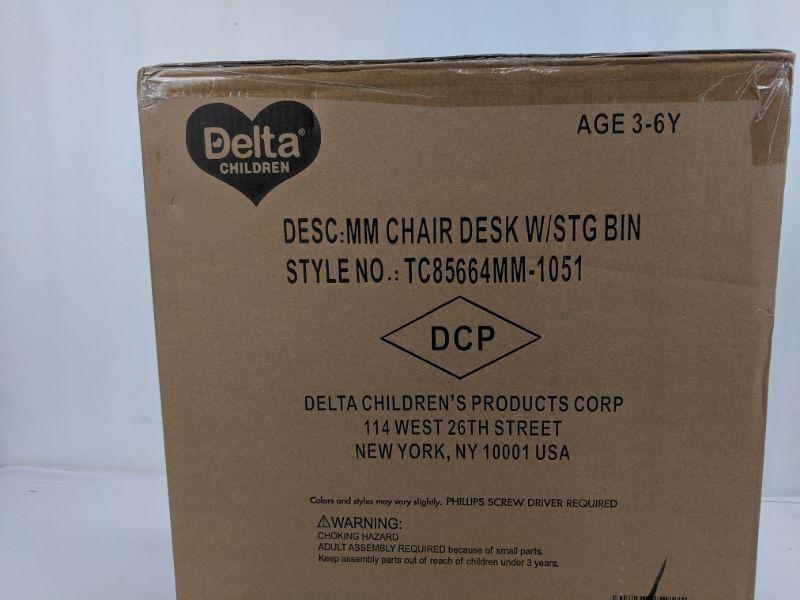 Delta®
CHILDREN
AGE 3-6Y
DESC:MM CHAIR DESK W/STG BIN
STYLE NO.: TC85664MM-1051
DCP
DELTA CHILDREN'S PRODUCTS CORP
114 WEST 26TH STREET
NEW YORK, NY 10001 USA
Colors and styles may vary slightly. PHILLIPS SCREW DRIVER REQUIRED
⚠WARNING:
CHOKING HAZARD
ADULT ASSEMBLY REQUIRED because of small parts.
Keep assembly parts out of reach of children under 3 years.